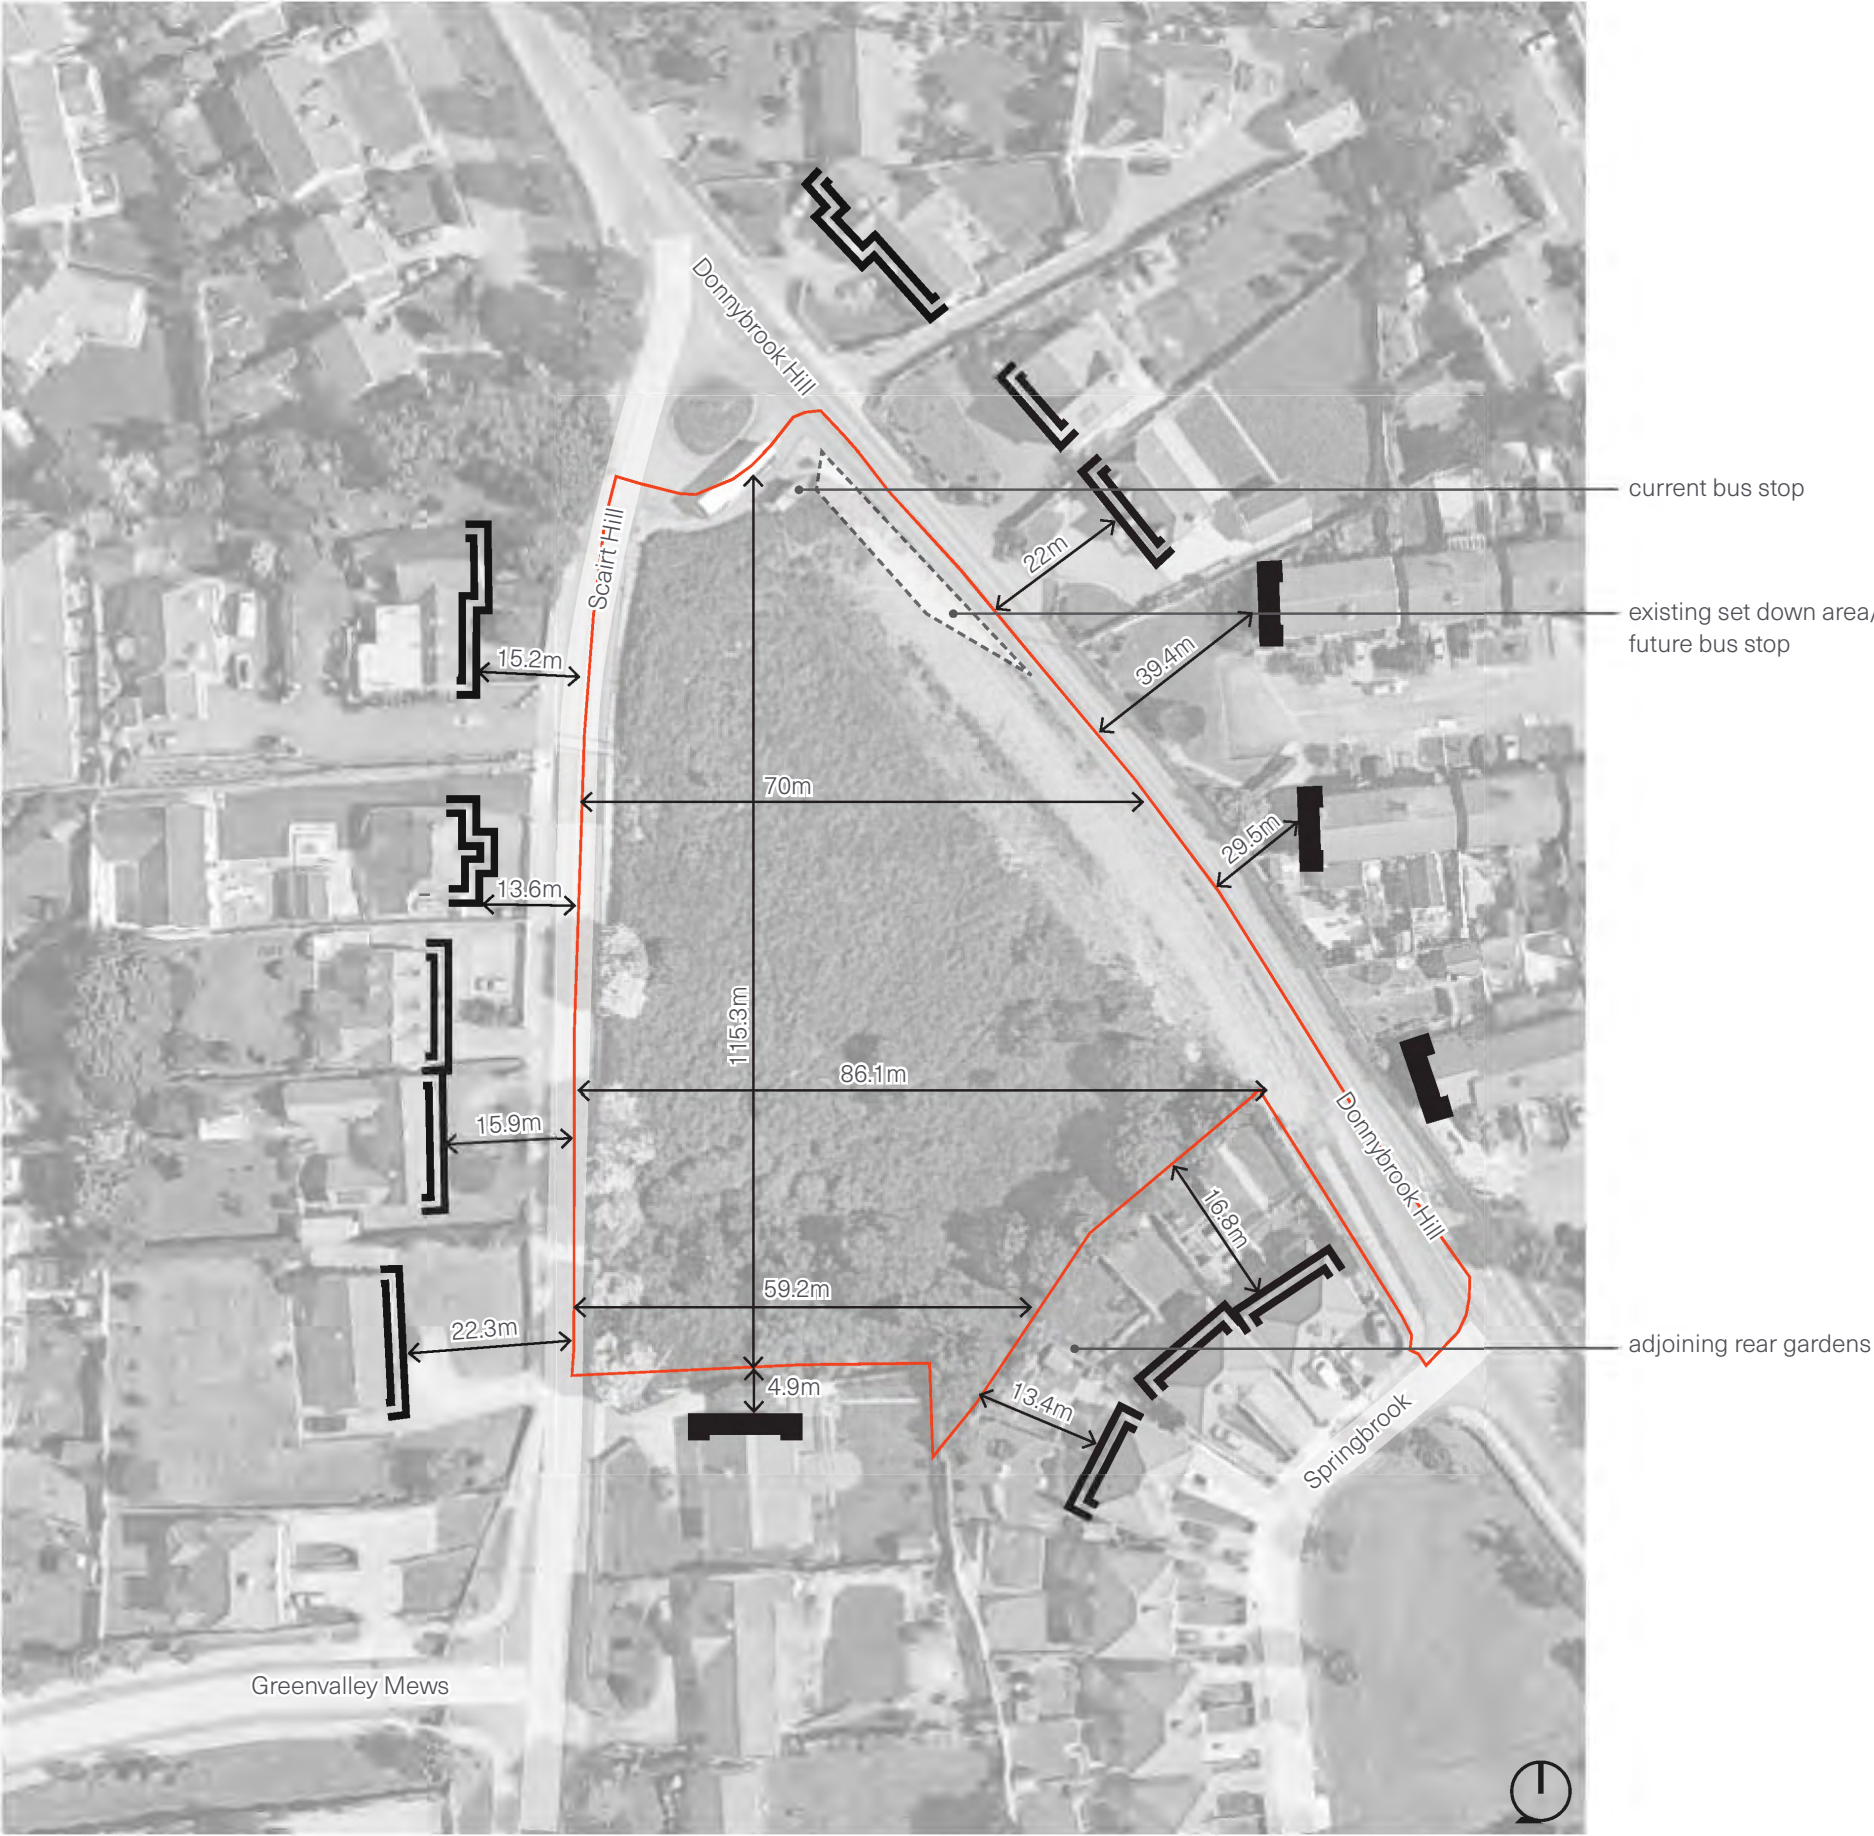 Donnybrook Hill
current bus stop
Scairt Hill
22m
existing set down area/
future bus stop
39.4m
15.2m
70m
29.5m
13.6m
115.3m
86.1m
Donnybrook Hill
15.9m
16.8m
59.2m
22.3m
adjoining rear gardens
4.9m
13.4m
Springbrook
Greenvalley Mews